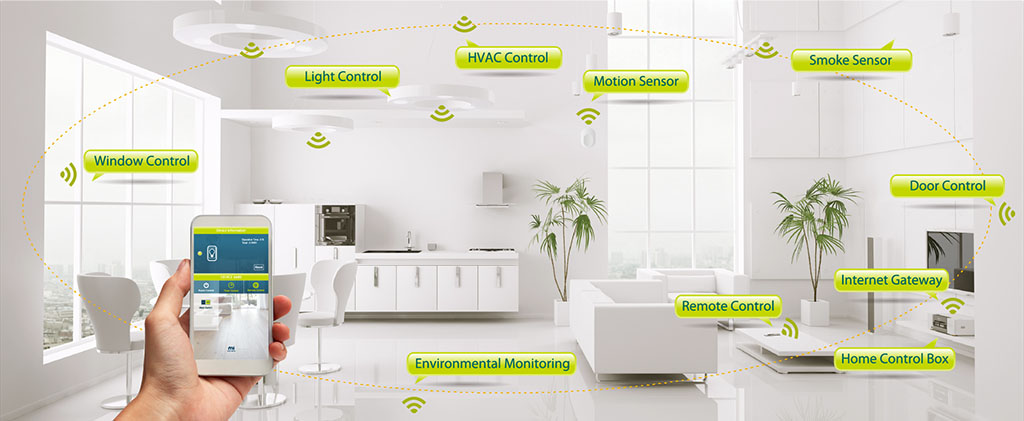 HVAC Control
Smoke Sensor
Light Control
Motion Sensor
Window Control
Door Control
Internet Gateway
Remote Control
Home Control Box
Environmental Monitoring